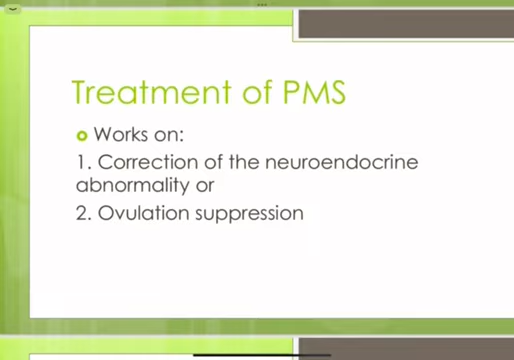 Treatment of PMS
Works on:
1. Correction of the neuroendocrine
abnormality or
2. Ovulation suppression